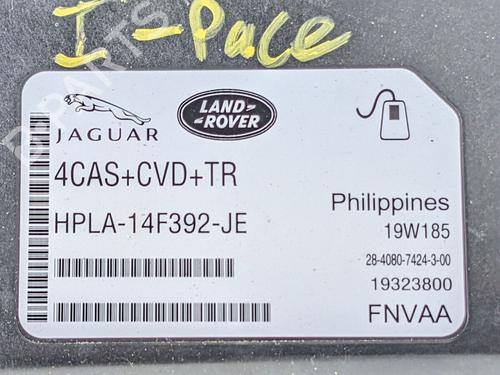 I-Pace
JAGUAR
LAND-
-ROVER
4CAS+CVD+TR
HPLA-14F392-JE
Philippines
19W185
28-4080-7424-3-00
19323800
FNVAA